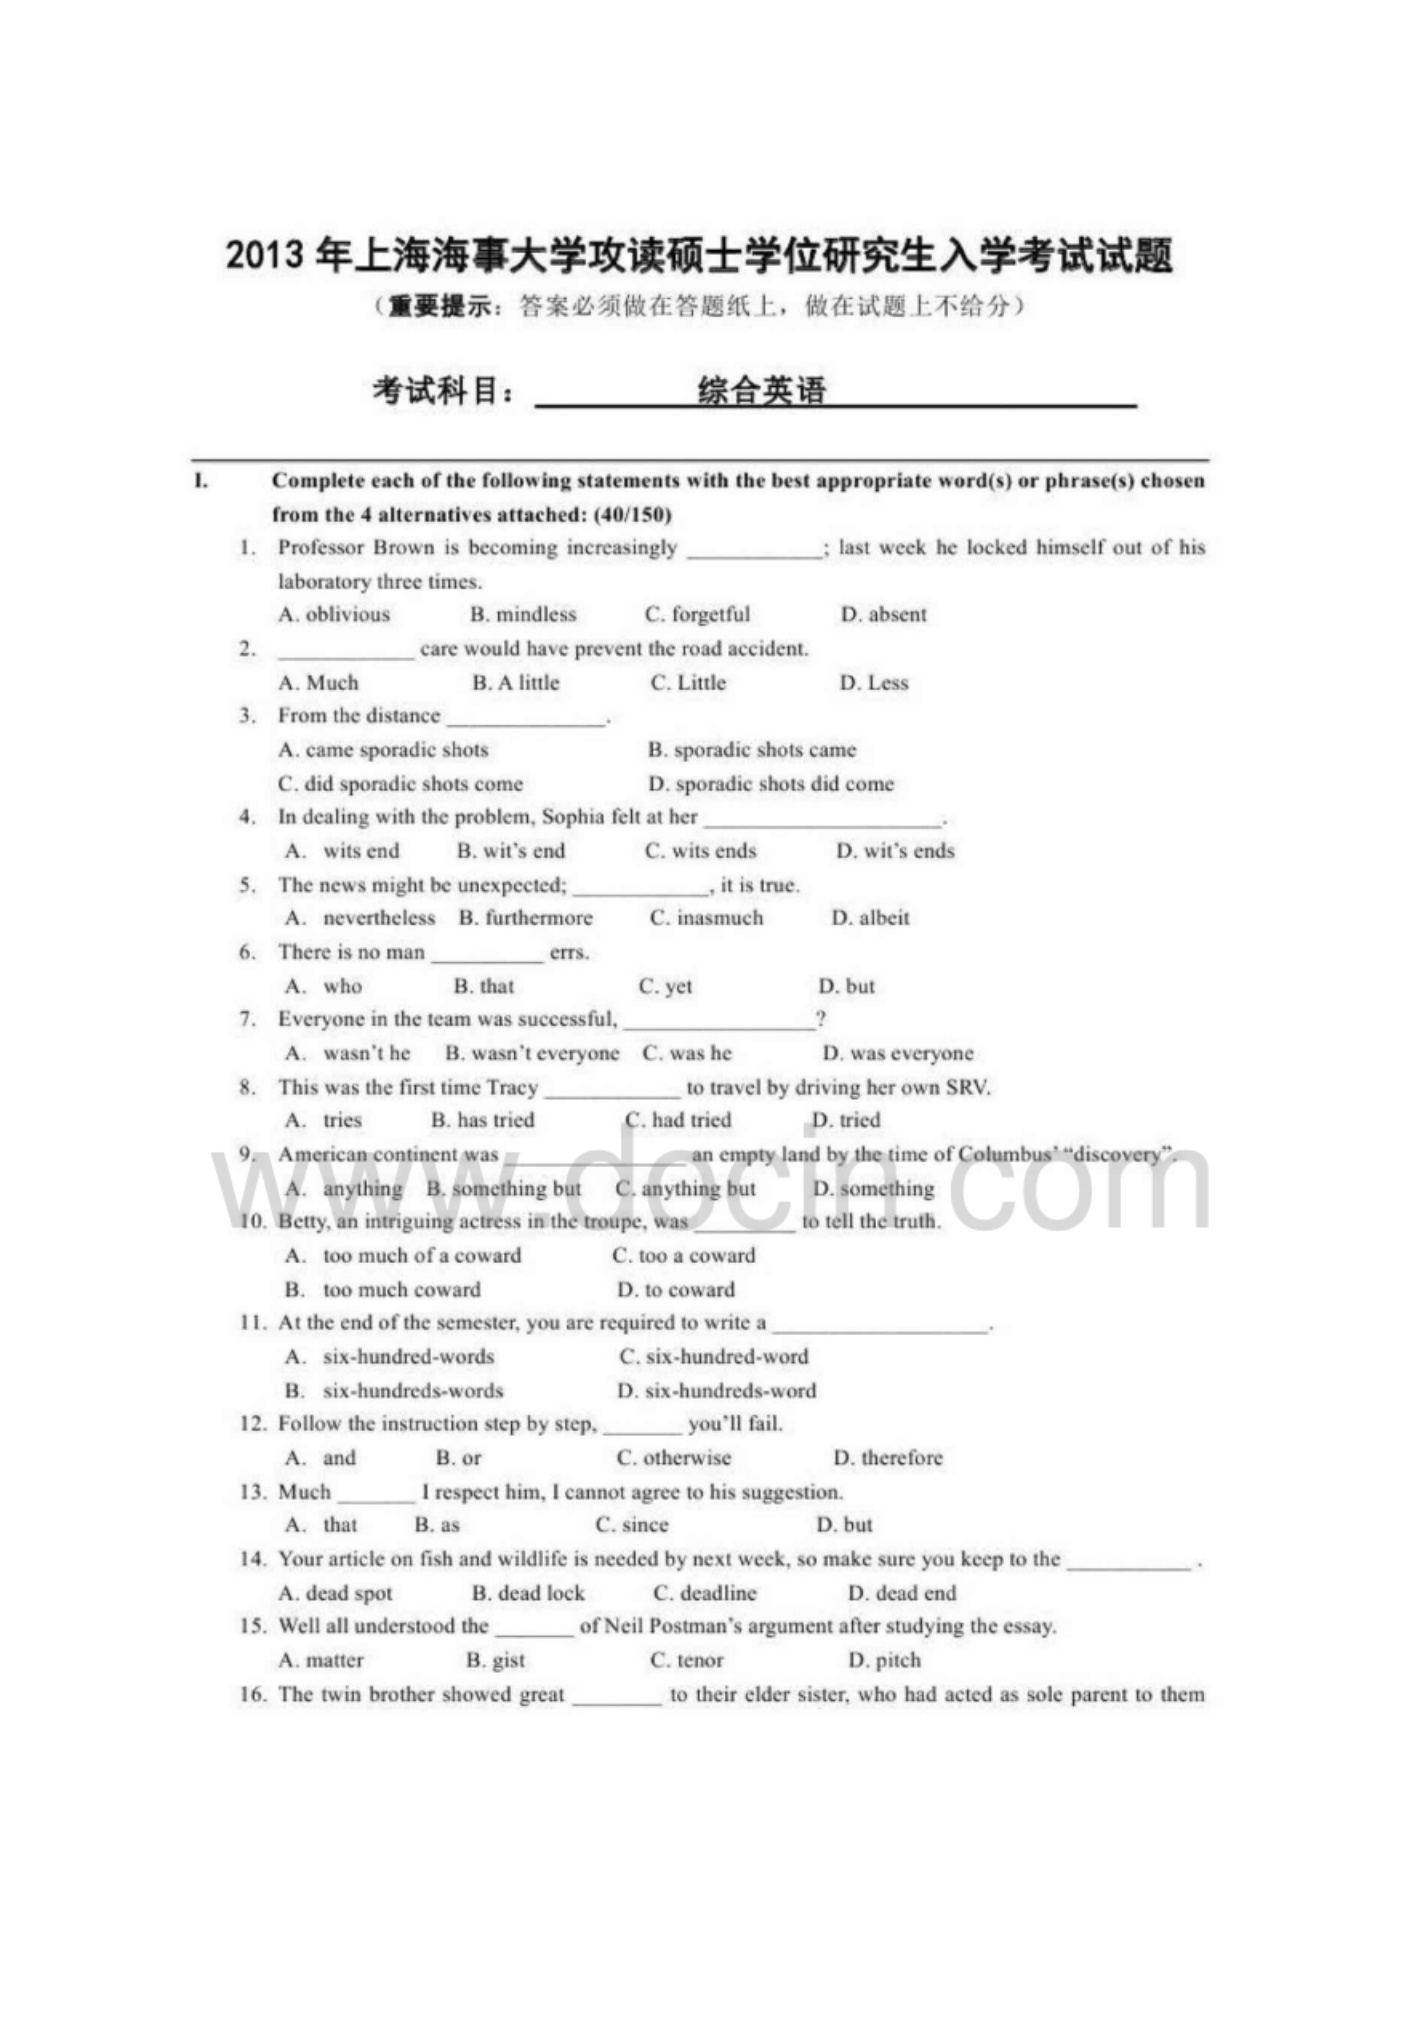 2013 年上海海事大学攻读硕士学位研究生入学考试试题
（重要提示：答案必须做在答题纸上，做在试题上不给分）
考试科目： 综合英语
I. Complete each of the following statements with the best appropriate word(s) or phrase(s) chosen
from the 4 alternatives attached: (40/150)
1. Professor Brown is becoming increasingly ____________; last week he locked himself out of his
laboratory three times.
A. oblivious B. mindless C. forgetful D. absent
2. ____________ care would have prevent the road accident.
A. Much B. A little C. Little D. Less
3. From the distance ______________.
A. came sporadic shots B. sporadic shots came
C. did sporadic shots come D. sporadic shots did come
4. In dealing with the problem, Sophia felt at her _____________________.
A. wits end B. wit's end C. wits ends D. wit's ends
5. The news might be unexpected; ____________, it is true.
A. nevertheless B. furthermore C. inasmuch D. albeit
6. There is no man __________ errs.
A. who B. that C. yet D. but
7. Everyone in the team was successful, _________________?
A. wasn't he B. wasn't everyone C. was he D. was everyone
8. This was the first time Tracy ____________ to travel by driving her own SRV.
A. tries B. has tried C. had tried D. tried
9. American continent was ________________ an empty land by the time of Columbus' “discovery”.
A. anything B. something but C. anything but D. something
www.docin.com
10. Betty, an intriguing actress in the troupe, was _________ to tell the truth.
A. too much of a coward C. too a coward
B. too much coward D. to coward
11. At the end of the semester, you are required to write a ___________________.
A. six-hundred-words C. six-hundred-word
B. six-hundreds-words D. six-hundreds-word
12. Follow the instruction step by step, _______ you'll fail.
A. and B. or C. otherwise D. therefore
13. Much _______ I respect him, I cannot agree to his suggestion.
A. that B. as C. since D. but
14. Your article on fish and wildlife is needed by next week, so make sure you keep to the ___________ .
A. dead spot B. dead lock C. deadline D. dead end
15. Well all understood the _______ of Neil Postman's argument after studying the essay.
A. matter B. gist C. tenor D. pitch
16. The twin brother showed great ________ to their elder sister, who had acted as sole parent to them